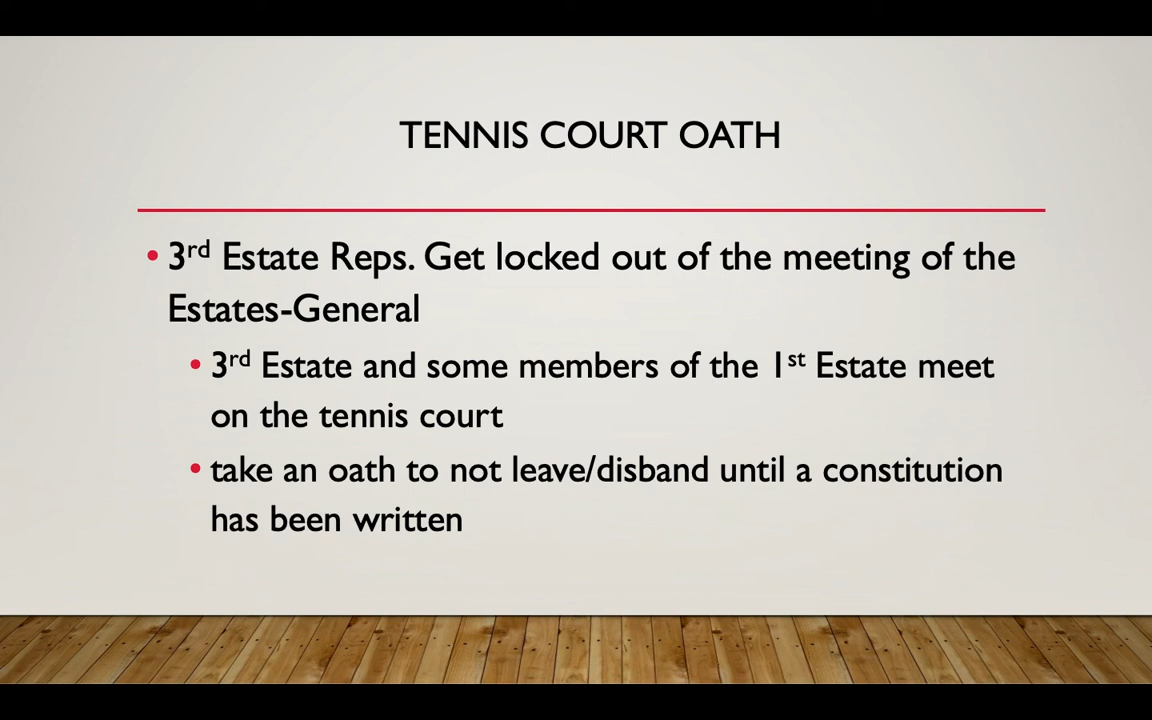 TENNIS COURT OATH
• 3rd Estate Reps. Get locked out of the meeting of the
Estates-General
• 3rd Estate and some members of the 1st Estate meet
on the tennis court
• take an oath to not leave/disband until a constitution
has been written